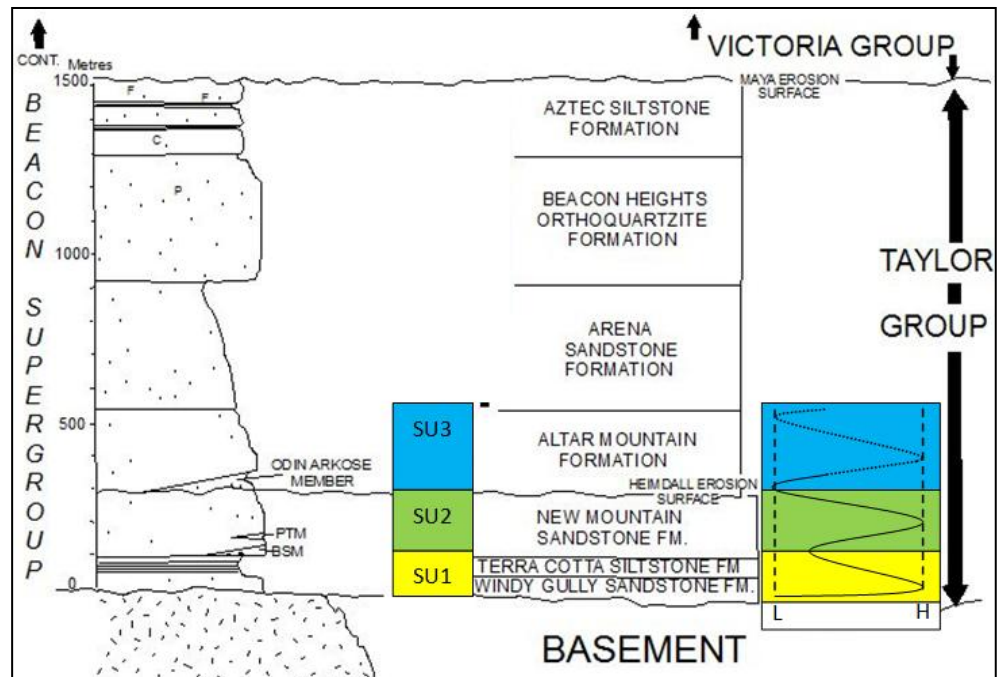 VICTORIA GROUP
CONT.
Metres
1500
MAYA EROSION
SURFACE
BEACON SUPERGROUP
F F
C
P
1000
500
0
AZTEC SILTSTONE
FORMATION
BEACON HEIGHTS
ORTHOQUARTZITE
FORMATION
TAYLOR
GROUP
ARENA
SANDSTONE
FORMATION
SU3
ALTAR MOUNTAIN
FORMATION
ODIN ARKOSE
MEMBER
HEIMDALL EROSION
SURFACE
SU2
NEW MOUNTAIN
SANDSTONE FM.
PTM
BSM
SU1
TERRA COTTA SILTSTONE FM
WINDY GULLY SANDSTONE FM.
L H
BASEMENT